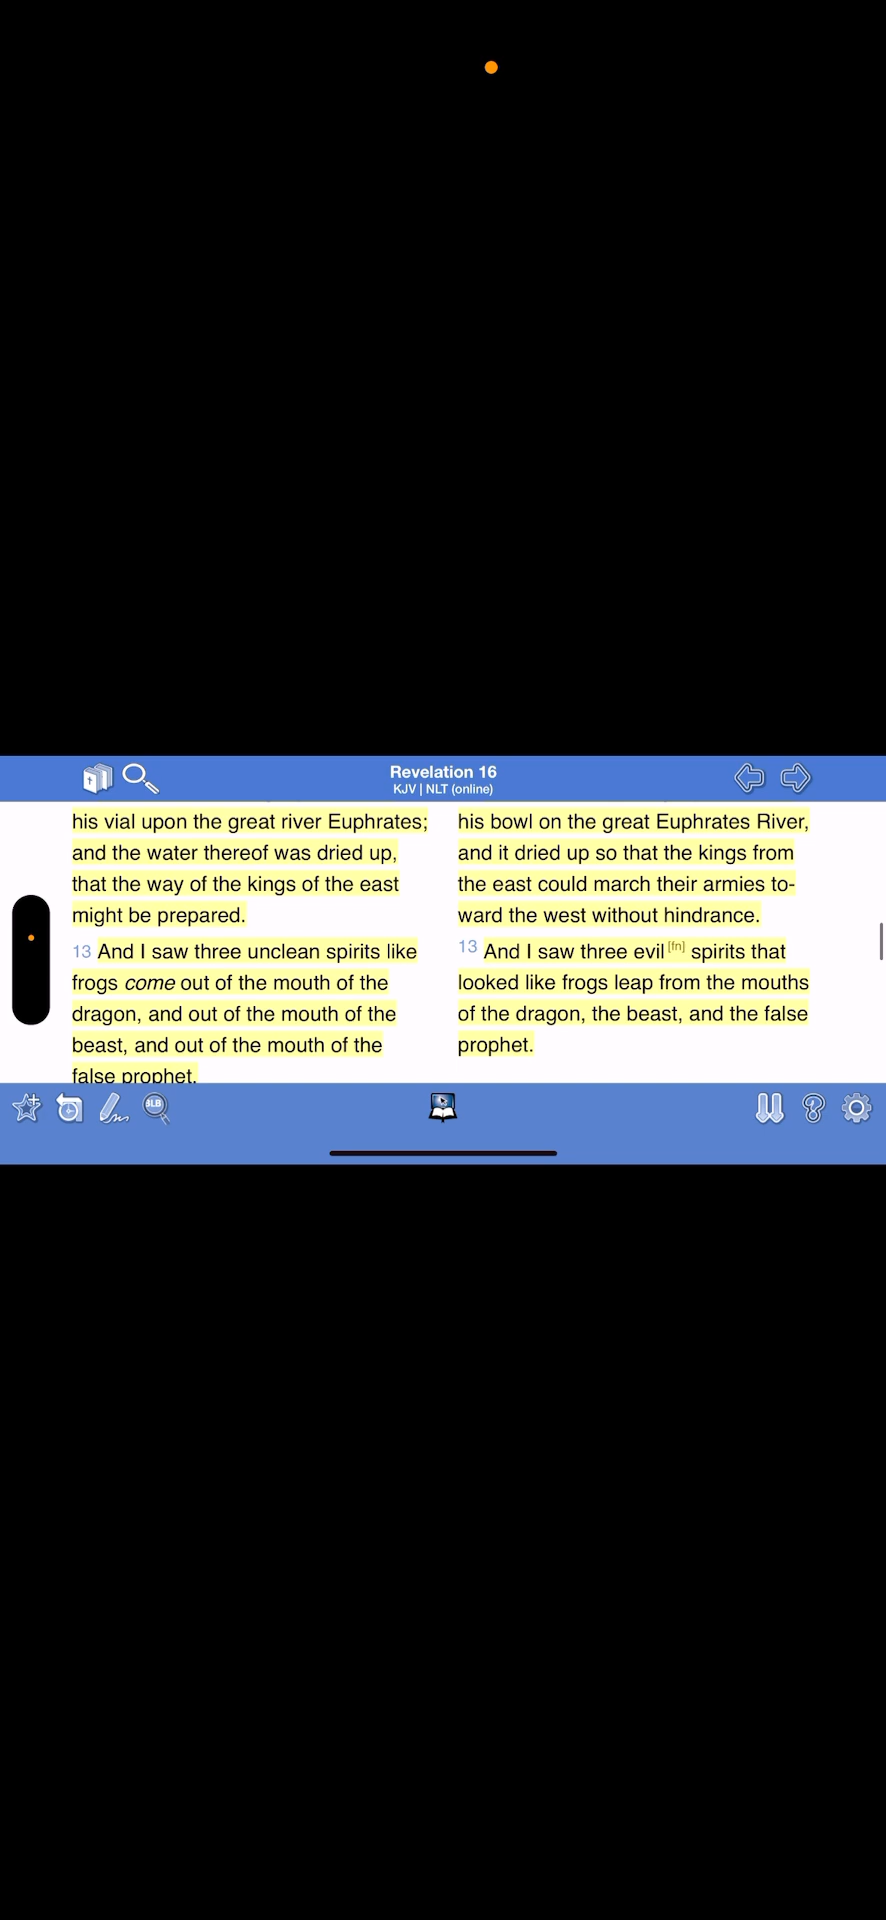 Revelation 16
KJV | NLT (online)
his vial upon the great river Euphrates;
and the water thereof was dried up,
that the way of the kings of the east
might be prepared.
13 And I saw three unclean spirits like
frogs come out of the mouth of the
dragon, and out of the mouth of the
beast, and out of the mouth of the
false prophet.
his bowl on the great Euphrates River,
and it dried up so that the kings from
the east could march their armies to-
ward the west without hindrance.
13 And I saw three evil [fn] spirits that
looked like frogs leap from the mouths
of the dragon, the beast, and the false
prophet.
BLB